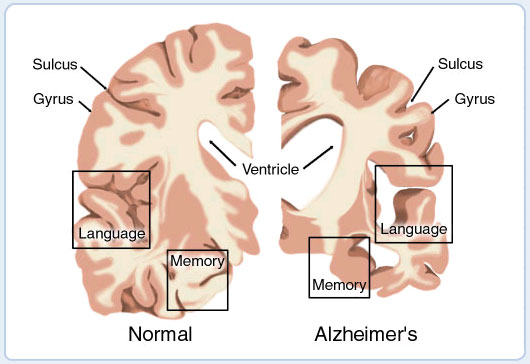 Sulcus
Gyrus
Sulcus
Gyrus
Ventricle
Language
Memory
Language
Memory
Normal
Alzheimer's